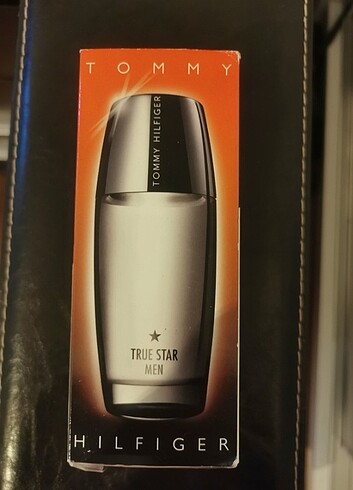 TOMMY
TOMMY HILFIGER
TRUE STAR
MEN
HILFIGER